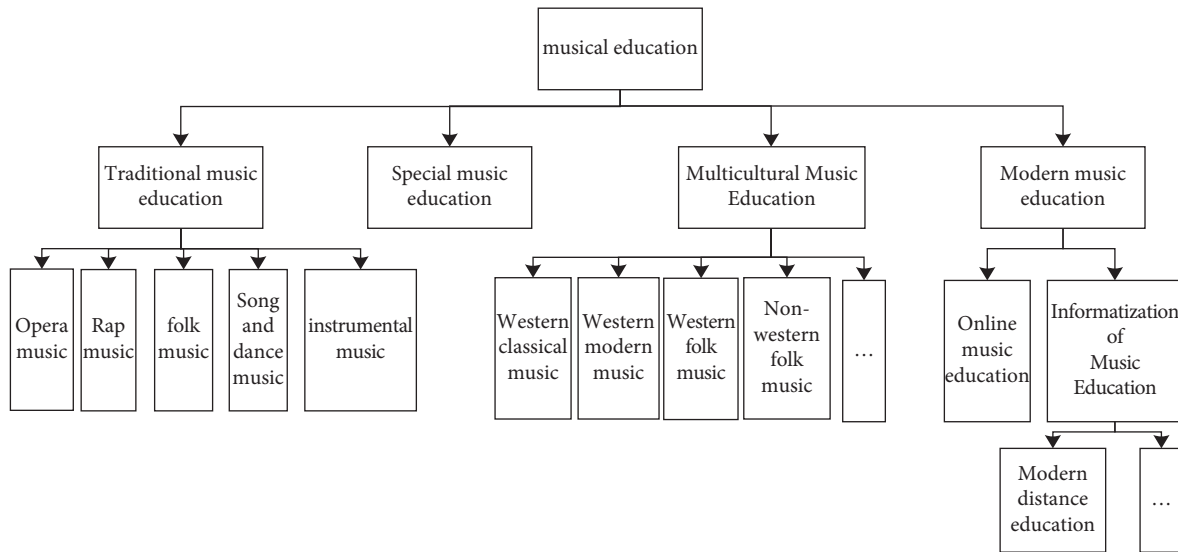 musical education
Traditional music
education
Special music
education
Multicultural Music
Education
Modern music
education
Opera
music
Rap
music
folk
music
Song
and
dance
music
instrumental
music
Western
classical
music
Western
modern
music
Western
folk
music
Non-
western
folk
music
…
Online
music
education
Informatization
of
Music
Education
Modern
distance
education
…